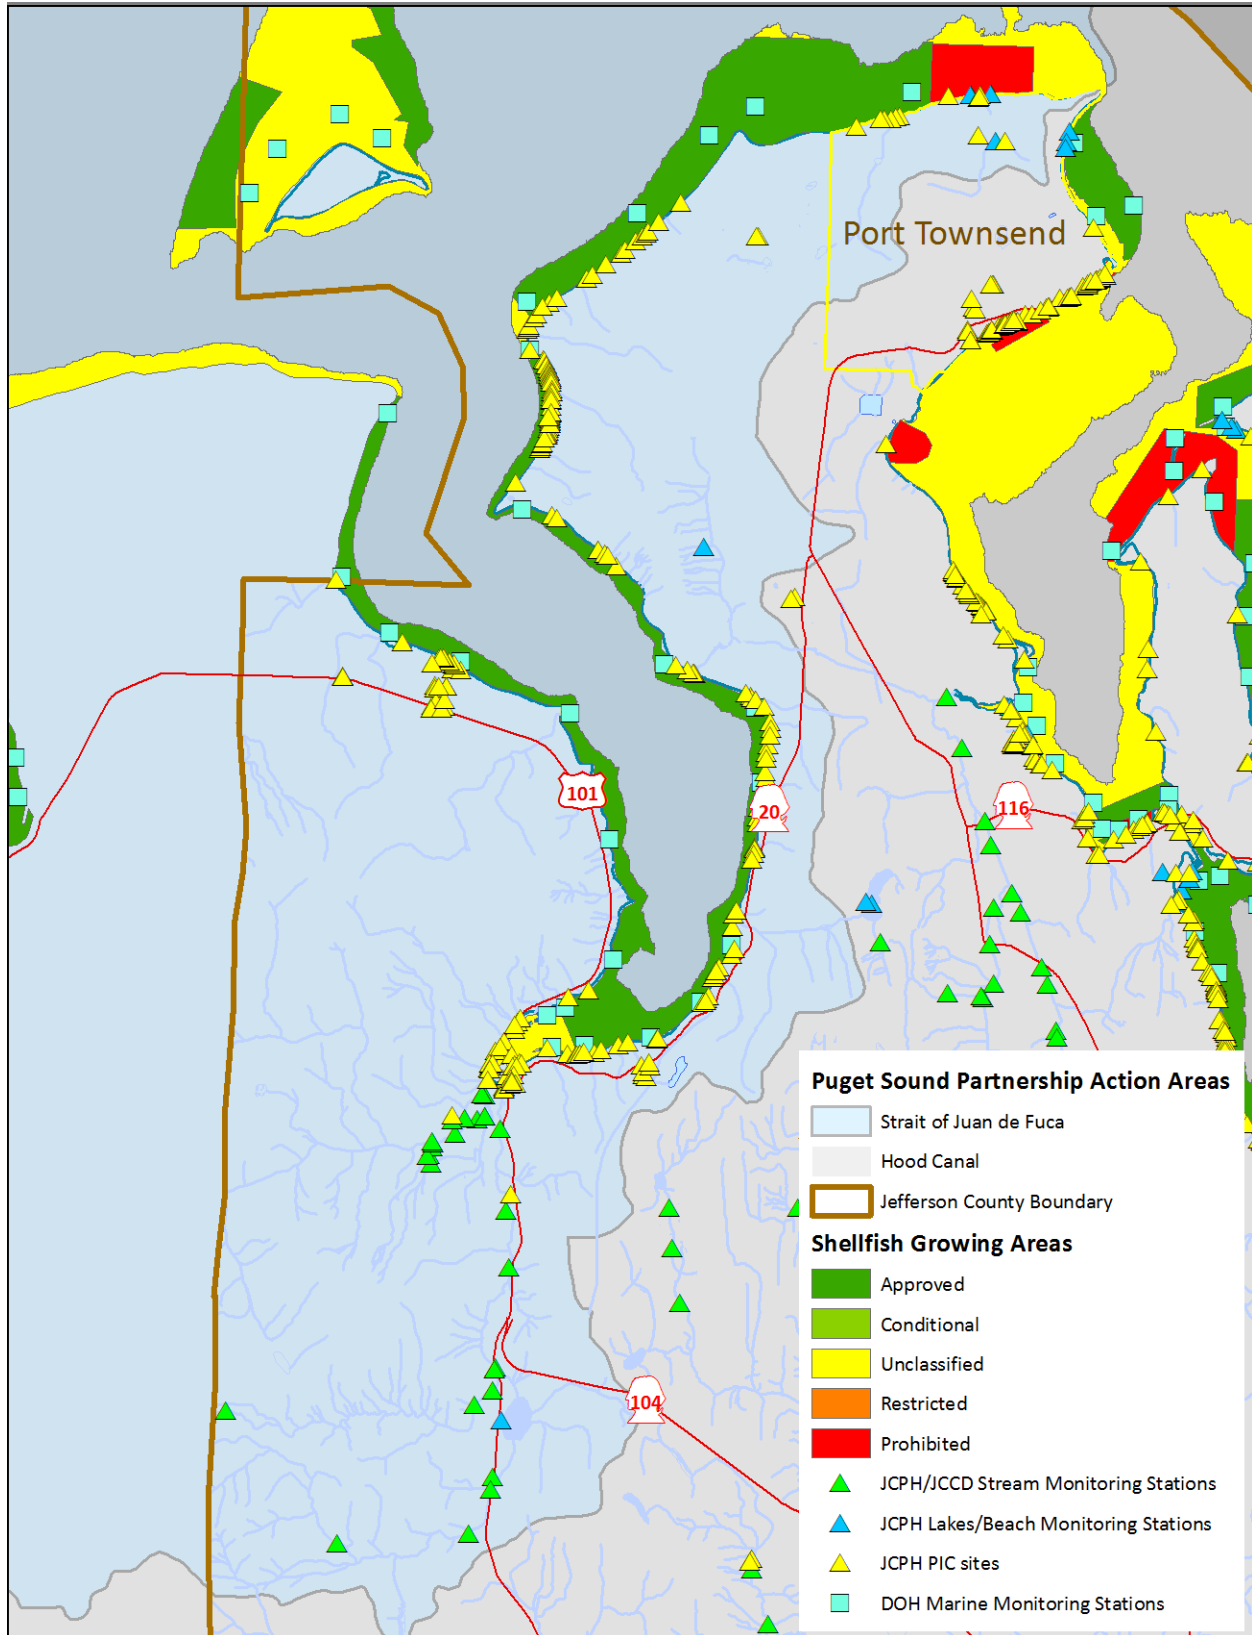 Port Townsend
101
20
116
104
Puget Sound Partnership Action Areas
Strait of Juan de Fuca
Hood Canal
Jefferson County Boundary
Shellfish Growing Areas
Approved
Conditional
Unclassified
Restricted
Prohibited
JCPH/JCCD Stream Monitoring Stations
JCPH Lakes/Beach Monitoring Stations
JCPH PIC sites
DOH Marine Monitoring Stations